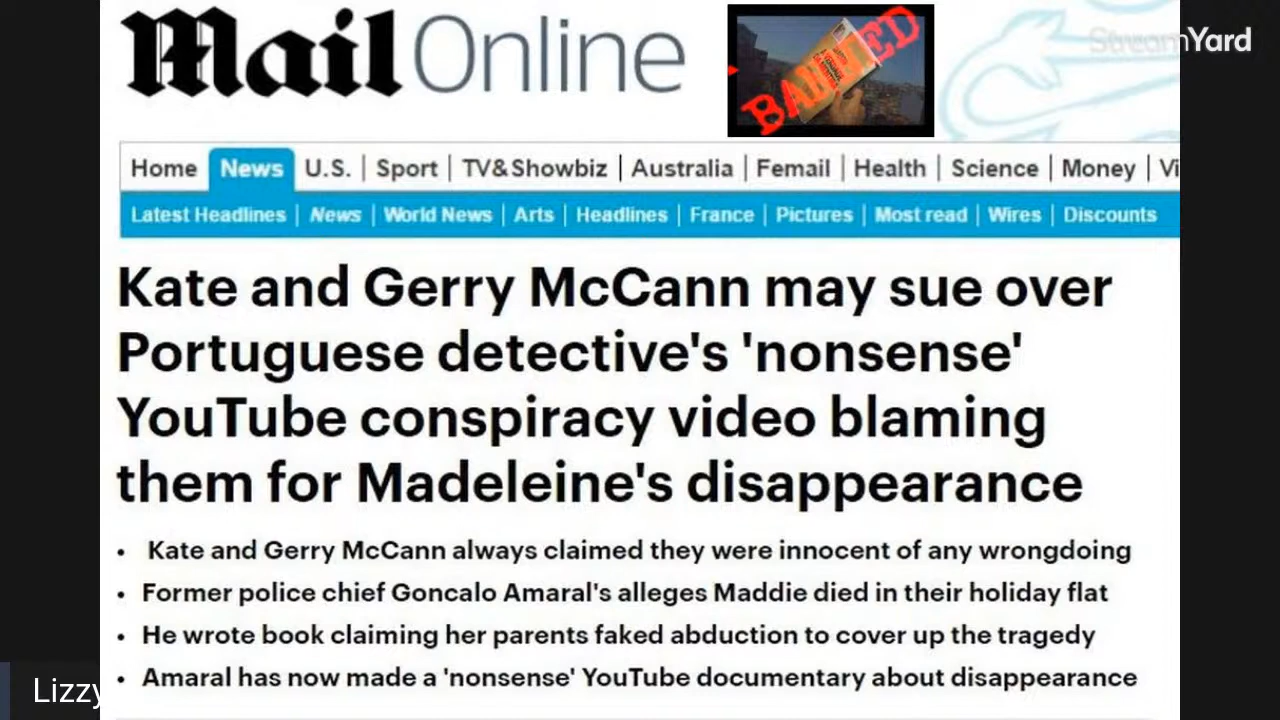 Mail Online
BANNED
StreamYard
Home News U.S. Sport TV&Showbiz Australia Femail Health Science Money Vi
Latest Headlines News World News Arts Headlines France Pictures Most read Wires Discounts
Kate and Gerry McCann may sue over
Portuguese detective's 'nonsense'
YouTube conspiracy video blaming
them for Madeleine's disappearance
• Kate and Gerry McCann always claimed they were innocent of any wrongdoing
• Former police chief Goncalo Amaral's alleges Maddie died in their holiday flat
• He wrote book claiming her parents faked abduction to cover up the tragedy
• Amaral has now made a 'nonsense' YouTube documentary about disappearance
Lizzy